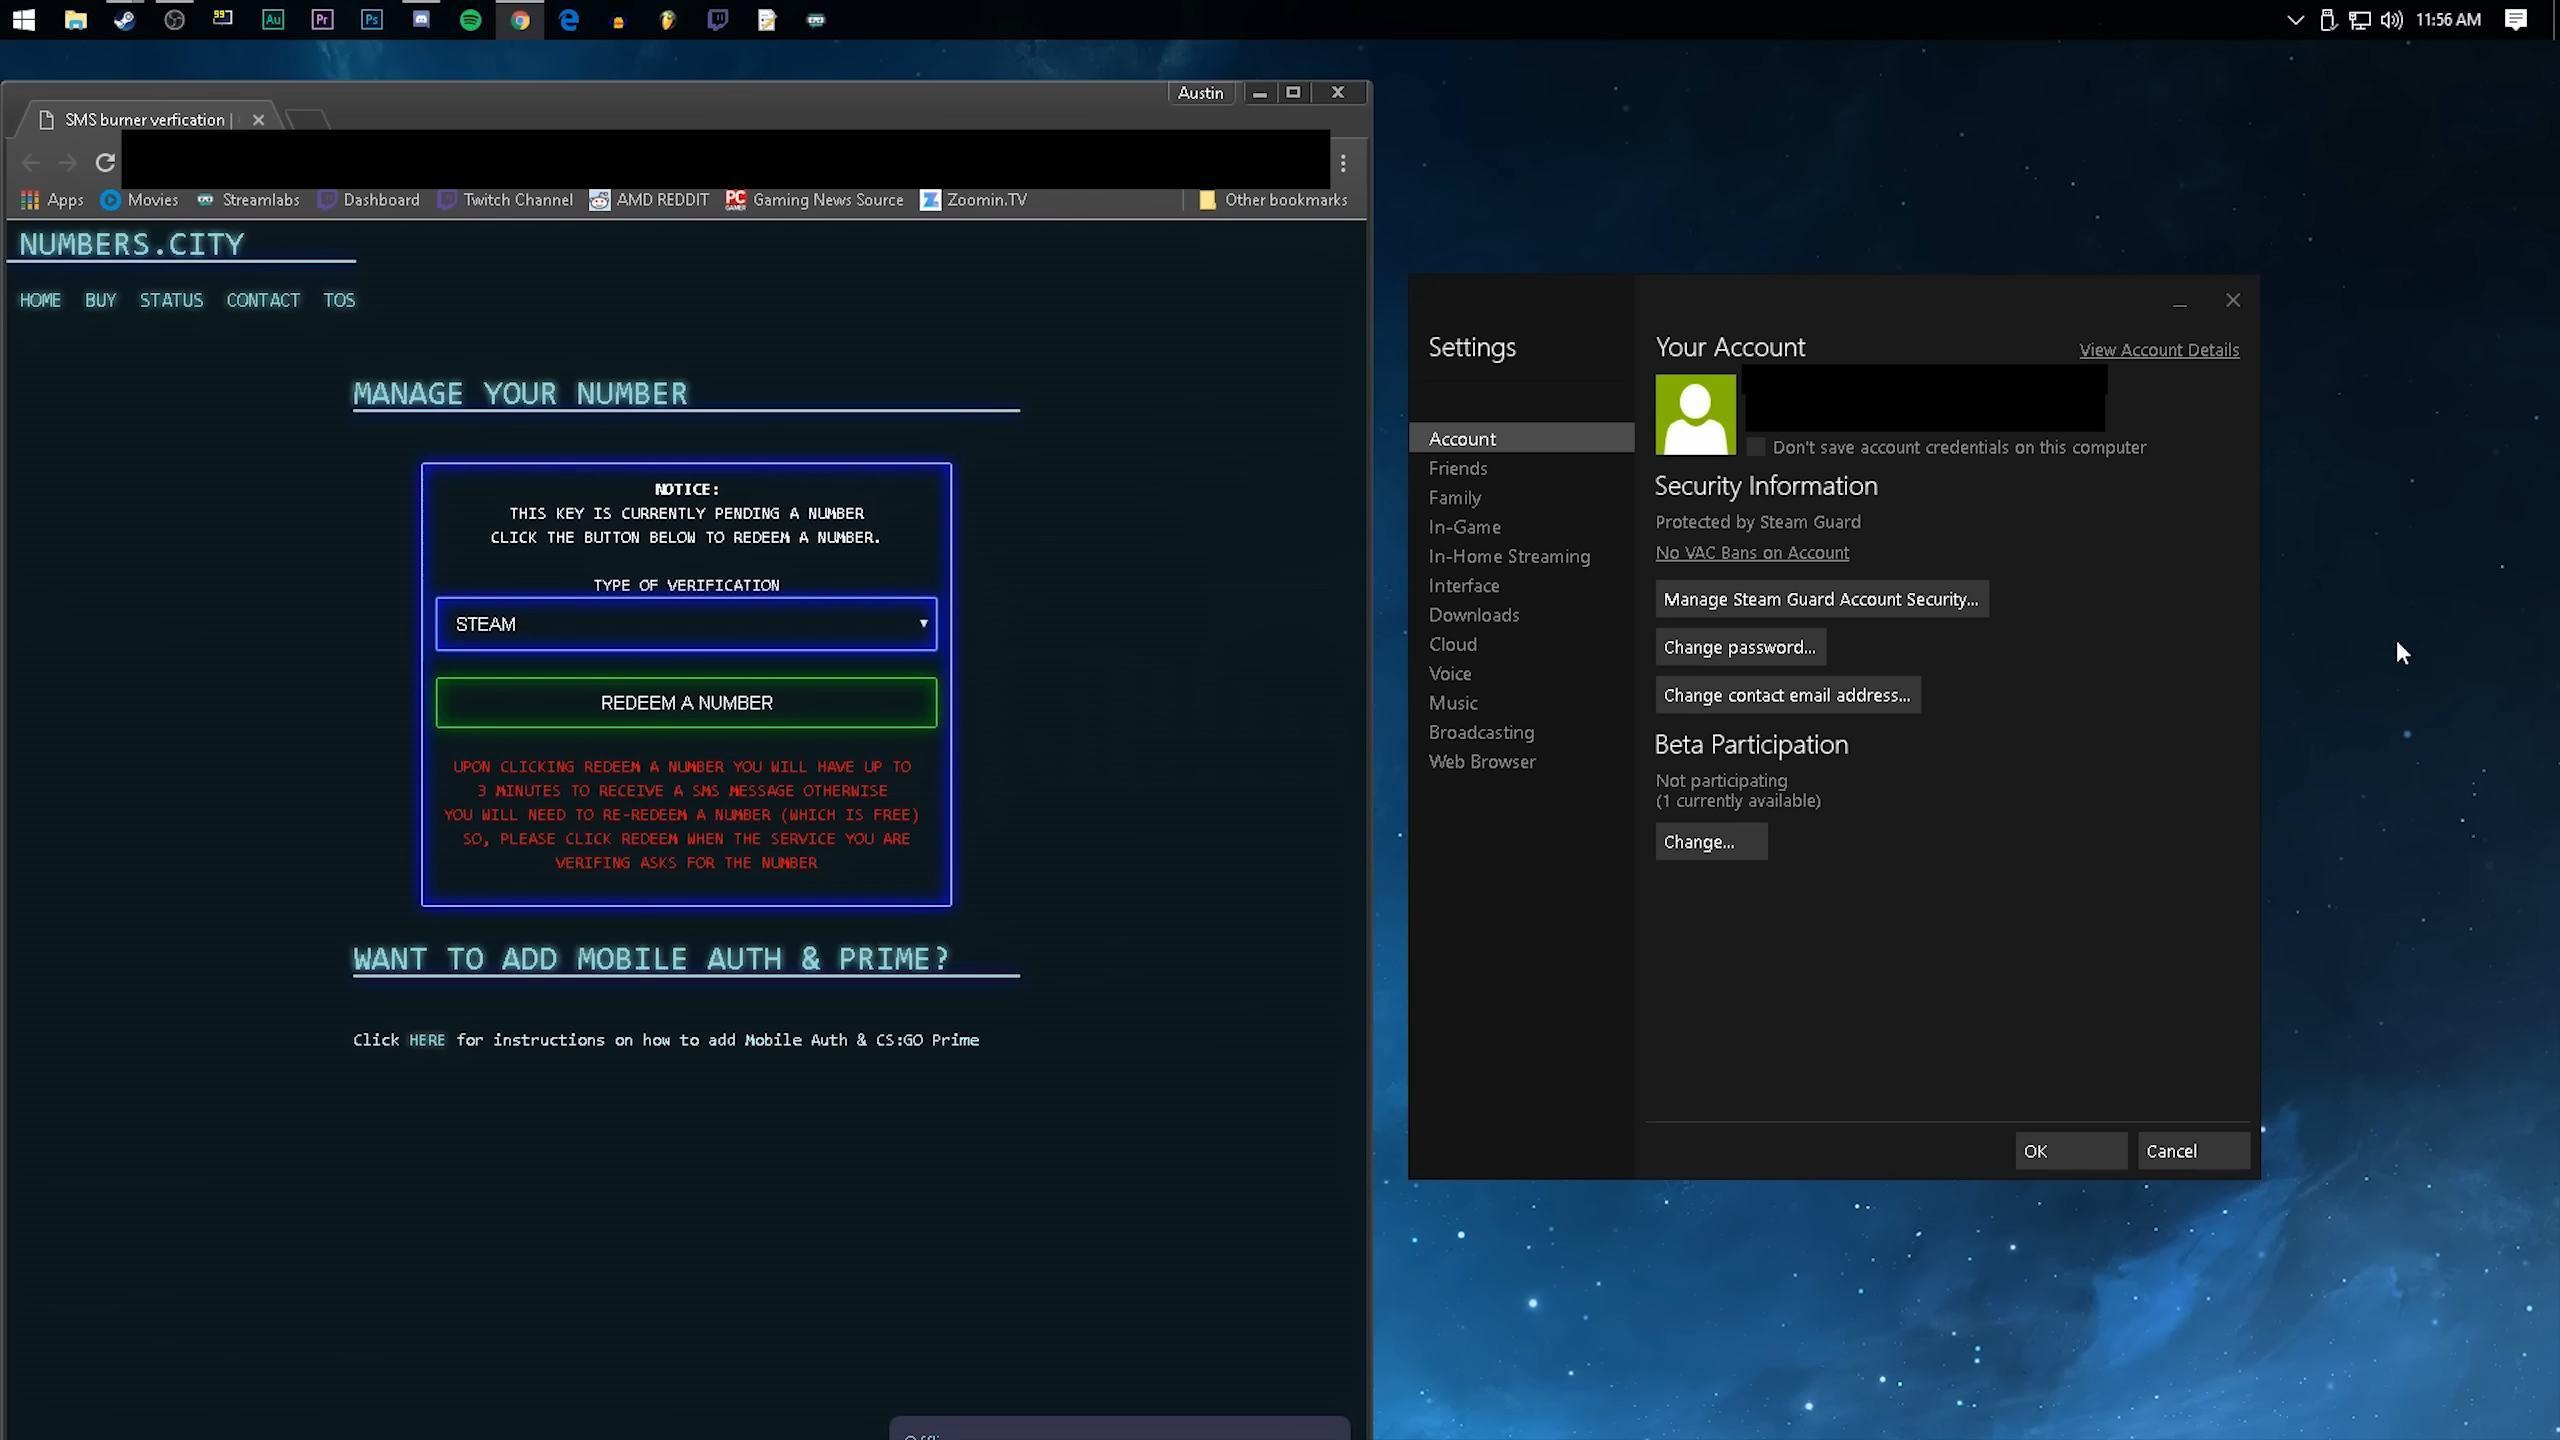 99
Au
Pr
Ps
11:56 AM
Austin
SMS burner verfication |
Apps
Movies
Streamlabs
Dashboard
Twitch Channel
AMD REDDIT
PC
GAMER
Gaming News Source
Zoomin.TV
Other bookmarks
NUMBERS.CITY
HOME BUY STATUS CONTACT TOS
MANAGE YOUR NUMBER
NOTICE:
THIS KEY IS CURRENTLY PENDING A NUMBER
CLICK THE BUTTON BELOW TO REDEEM A NUMBER.
TYPE OF VERIFICATION
STEAM
REDEEM A NUMBER
UPON CLICKING REDEEM A NUMBER YOU WILL HAVE UP TO
3 MINUTES TO RECEIVE A SMS MESSAGE OTHERWISE
YOU WILL NEED TO RE-REDEEM A NUMBER (WHICH IS FREE)
SO, PLEASE CLICK REDEEM WHEN THE SERVICE YOU ARE
VERIFING ASKS FOR THE NUMBER
WANT TO ADD MOBILE AUTH & PRIME?
Click HERE for instructions on how to add Mobile Auth & CS:GO Prime
Settings
Account
Friends
Family
In-Game
In-Home Streaming
Interface
Downloads
Cloud
Voice
Music
Broadcasting
Web Browser
Your Account
View Account Details
Don't save account credentials on this computer
Security Information
Protected by Steam Guard
No VAC Bans on Account
Manage Steam Guard Account Security...
Change password...
Change contact email address...
Beta Participation
Not participating
(1 currently available)
Change...
OK
Cancel